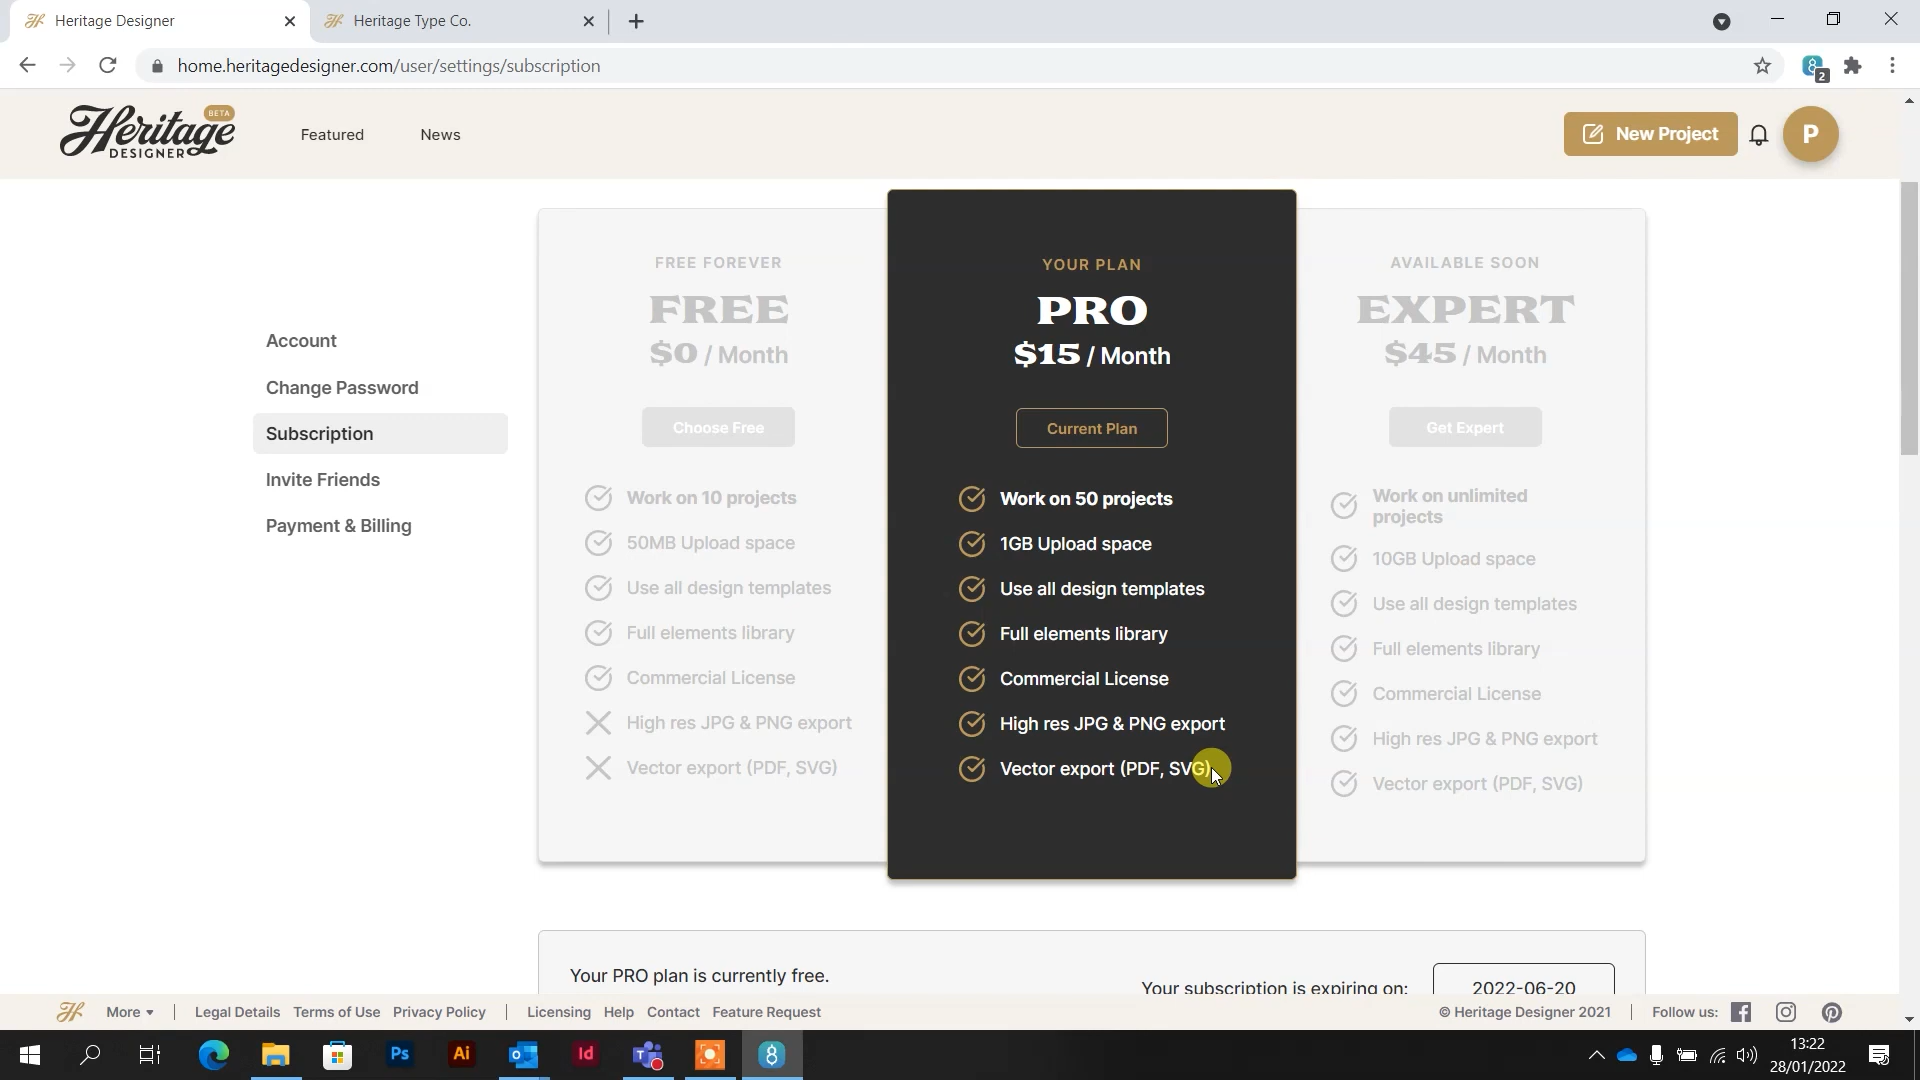 Heritage Designer
Heritage Type Co.
home.heritagedesigner.com/user/settings/subscription
2
Heritage
DESIGNER
BETA
Featured
News
New Project
P
Account
Change Password
Subscription
Invite Friends
Payment & Billing
FREE FOREVER
FREE
$0 / Month
Choose Free
Work on 10 projects
50MB Upload space
Use all design templates
Full elements library
Commercial License
High res JPG & PNG export
Vector export (PDF, SVG)
YOUR PLAN
PRO
$15 / Month
Current Plan
Work on 50 projects
1GB Upload space
Use all design templates
Full elements library
Commercial License
High res JPG & PNG export
Vector export (PDF, SVG)
AVAILABLE SOON
EXPERT
$45 / Month
Get Expert
Work on unlimited
projects
10GB Upload space
Use all design templates
Full elements library
Commercial License
High res JPG & PNG export
Vector export (PDF, SVG)
Your PRO plan is currently free.
Your subscription is expiring on:
2022-06-20
More
Legal Details
Terms of Use
Privacy Policy
Licensing
Help
Contact
Feature Request
© Heritage Designer 2021
Follow us:
Ps
Ai
Id
13:22
28/01/2022